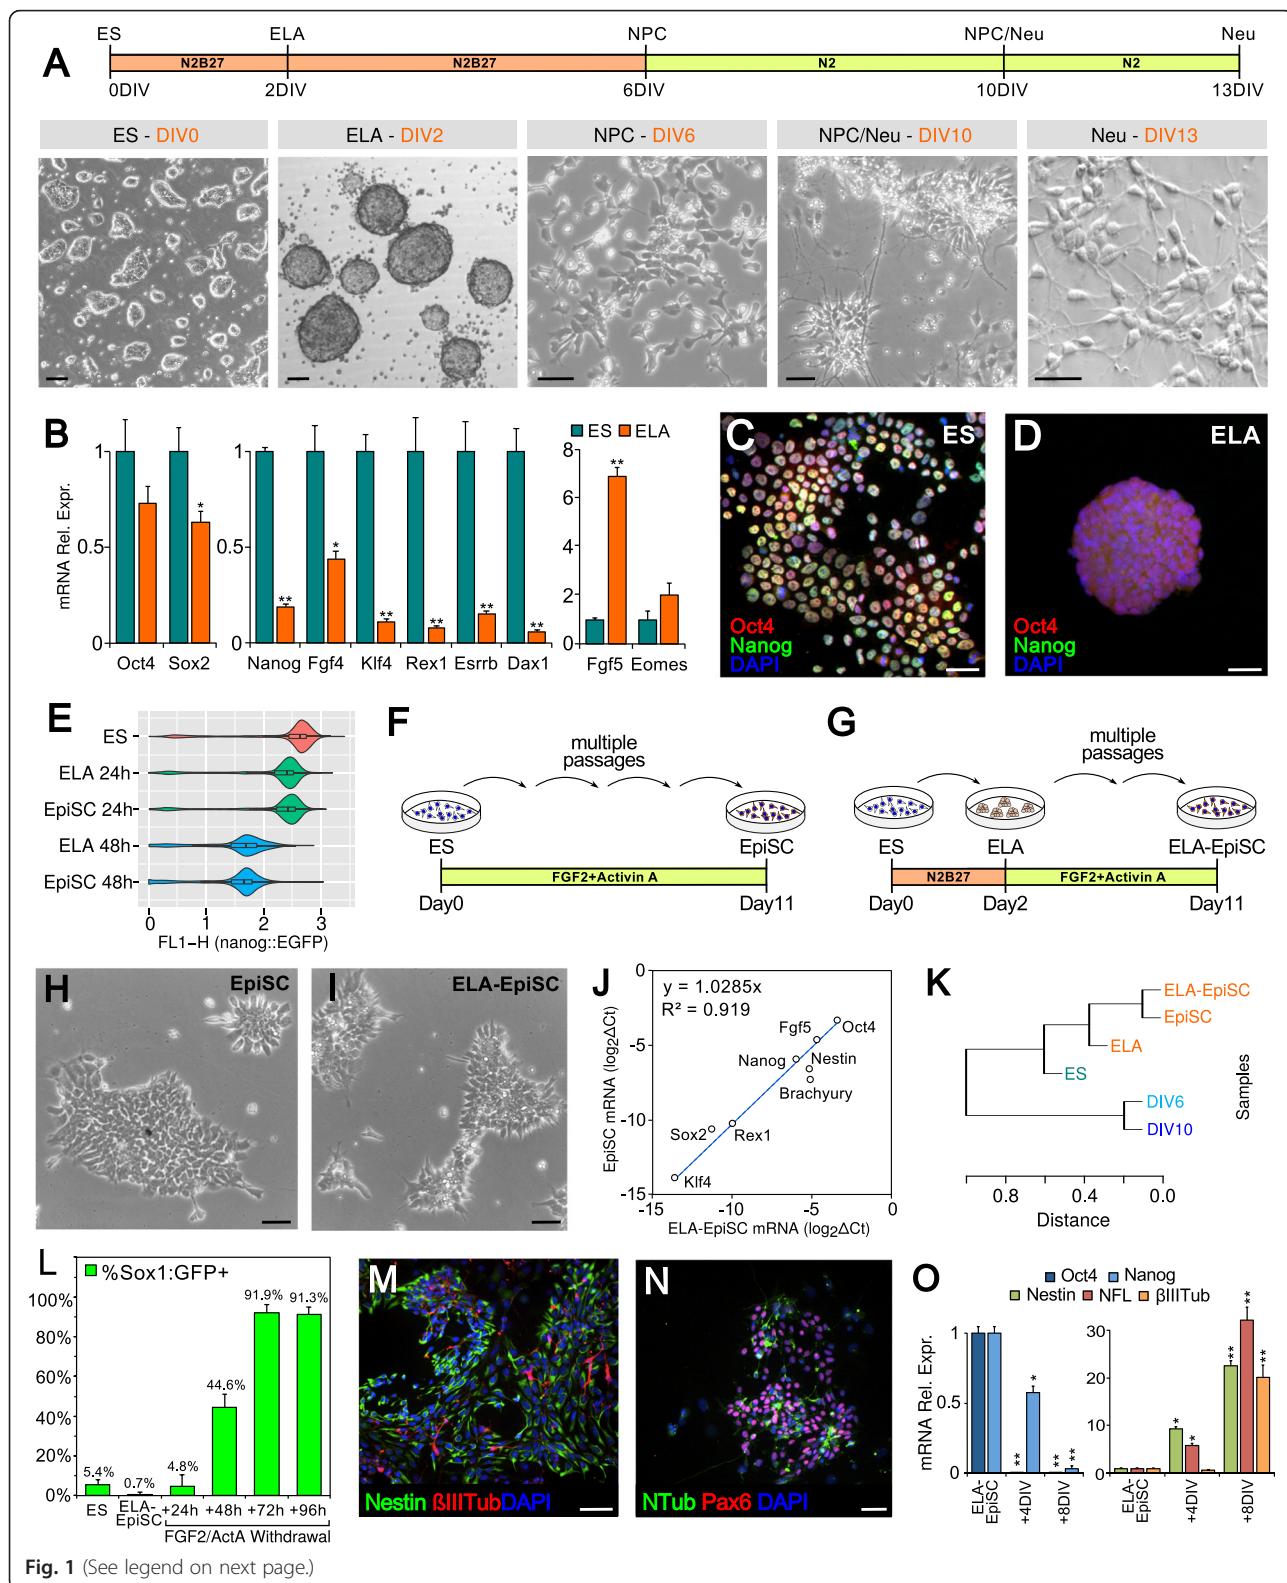 A
ES ELA NPC NPC/Neu Neu
N2B27 N2B27 N2 N2
0DIV 2DIV 6DIV 10DIV 13DIV
ES - DIV0 ELA - DIV2 NPC - DIV6 NPC/Neu - DIV10 Neu - DIV13
B
mRNA Rel. Expr.
ES ELA
1
0.5
0
*
Oct4 Sox2
1
0.5
0
** * ** ** ** **
Nanog Fgf4 Klf4 Rex1 Esrrb Dax1
8
6
4
2
0
**
Fgf5 Eomes
C ES
Oct4
Nanog
DAPI
D ELA
Oct4
Nanog
DAPI
E
ES
ELA 24h
EpiSC 24h
ELA 48h
EpiSC 48h
0 1 2 3
FL1-H (nanog::EGFP)
F
multiple
passages
ES EpiSC
FGF2+Activin A
Day0 Day11
G
multiple
passages
ES ELA ELA-EpiSC
N2B27 FGF2+Activin A
Day0 Day2 Day11
H EpiSC
I ELA-EpiSC
J
EpiSC mRNA (log2ΔCt)
0
-5
-10
-15
y = 1.0285x
R² = 0.919
Fgf5 Oct4
Nanog Nestin
Brachyury
Sox2 Rex1
Klf4
-15 -10 -5 0
ELA-EpiSC mRNA (log2ΔCt)
K
ELA-EpiSC
EpiSC
ELA
ES
DIV6
DIV10
Samples
0.8 0.4 0.0
Distance
L
%Sox1:GFP+
100%
80%
60%
40%
20%
0%
5.4% 0.7% 4.8% 44.6% 91.9% 91.3%
ES ELA-EpiSC +24h +48h +72h +96h
FGF2/ActA Withdrawal
M
Nestin ßIIITub DAPI
N
NTub Pax6 DAPI
O
Oct4 Nanog
Nestin NFL βIIITub
mRNA Rel. Expr.
1
0.5
0
** * ** **
ELA-EpiSC +4DIV +8DIV
30
20
10
0
* * ** ** **
ELA-EpiSC +4DIV +8DIV
Fig. 1 (See legend on next page.)